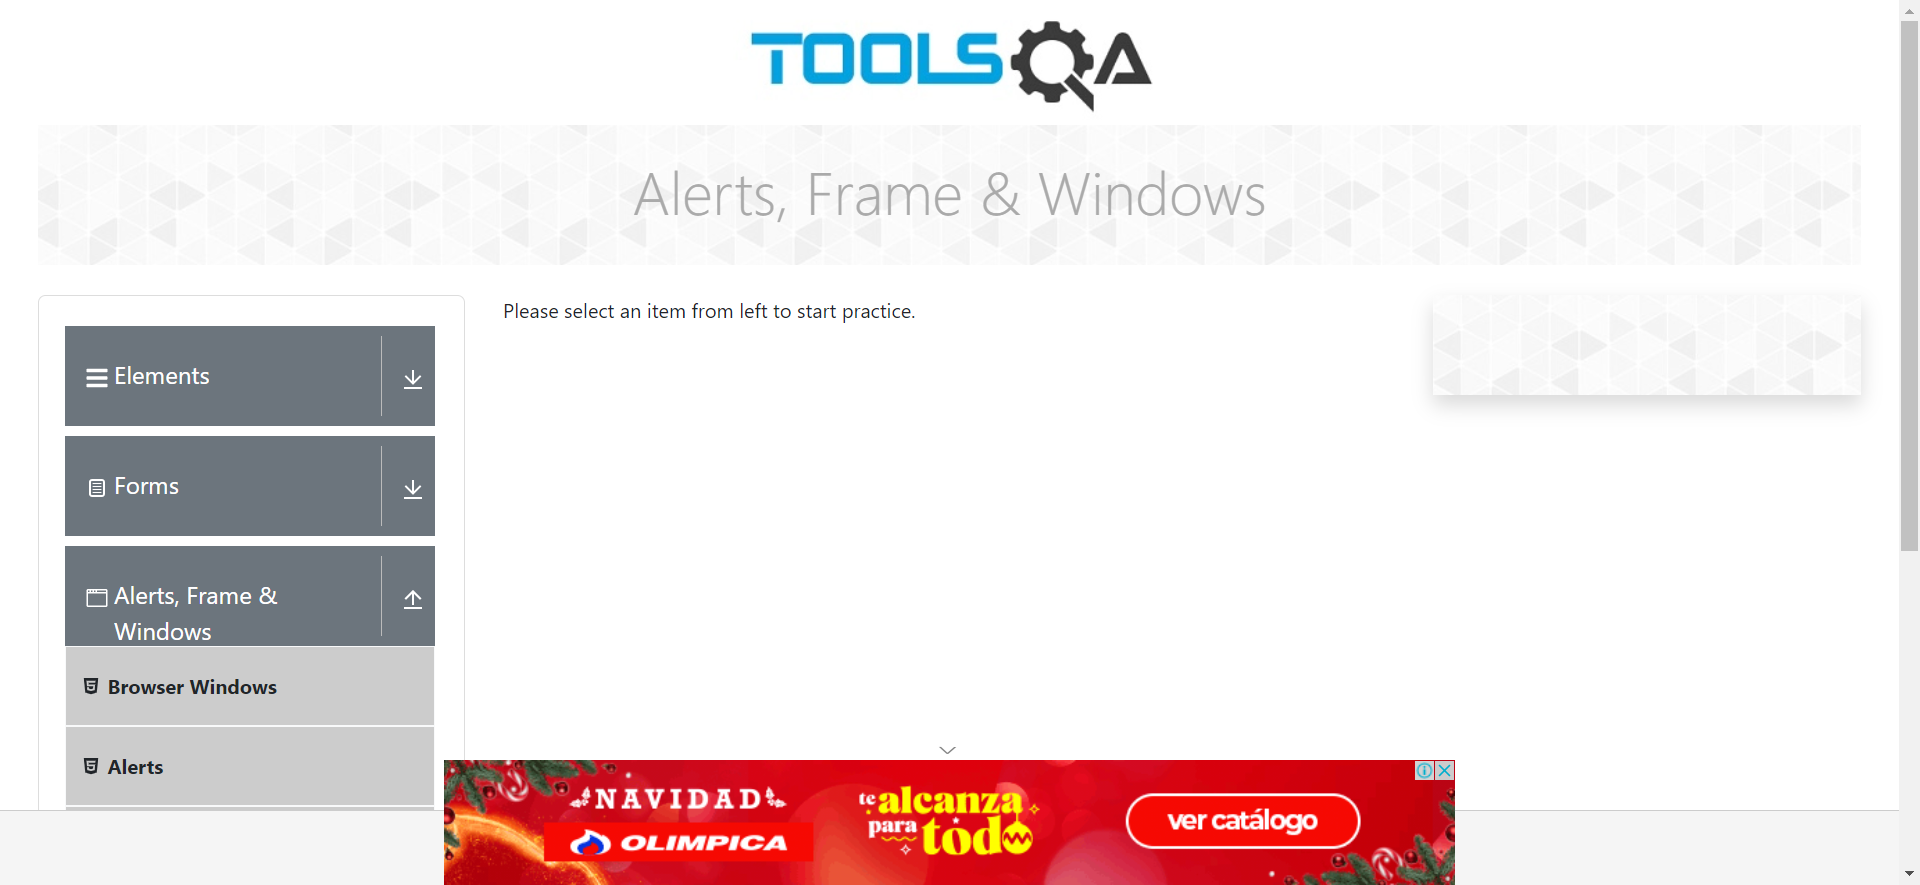 TOOLSQA
Alerts, Frame & Windows
Please select an item from left to start practice.
Elements
Forms
Alerts, Frame &
Windows
Browser Windows
Alerts
NAVIDAD
OLIMPICA
te alcanza
para todo
ver catálogo